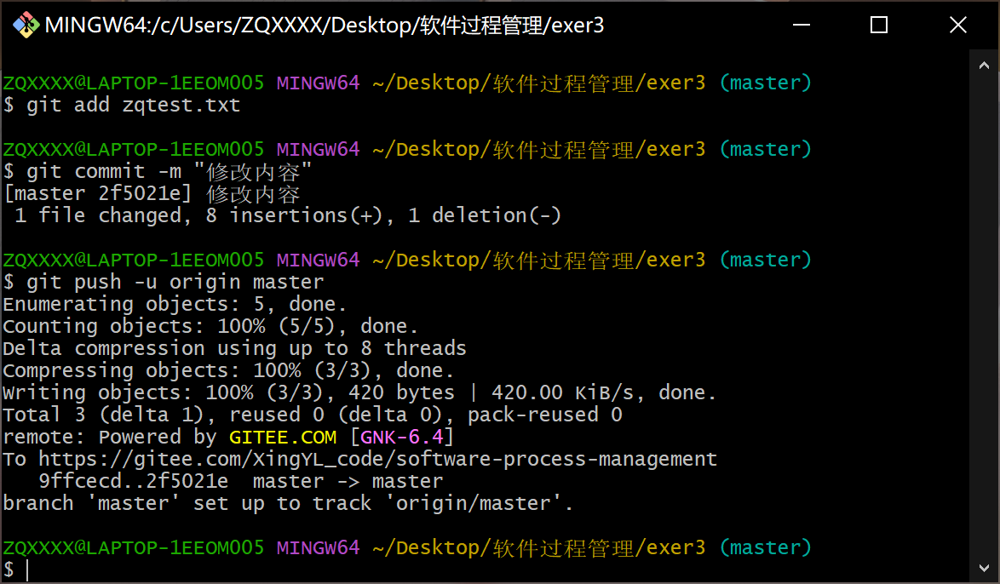 MINGW64:/c/Users/ZQXXXX/Desktop/软件过程管理/exer3
ZQXXXX@LAPTOP-1EEOM0O5 MINGW64 ~/Desktop/软件过程管理/exer3 (master)
$ git add zqtest.txt
ZQXXXX@LAPTOP-1EEOM0O5 MINGW64 ~/Desktop/软件过程管理/exer3 (master)
$ git commit -m "修改内容"
[master 2f5021e] 修改内容
 1 file changed, 8 insertions(+), 1 deletion(-)
ZQXXXX@LAPTOP-1EEOM0O5 MINGW64 ~/Desktop/软件过程管理/exer3 (master)
$ git push -u origin master
Enumerating objects: 5, done.
Counting objects: 100% (5/5), done.
Delta compression using up to 8 threads
Compressing objects: 100% (3/3), done.
Writing objects: 100% (3/3), 420 bytes | 420.00 KiB/s, done.
Total 3 (delta 1), reused 0 (delta 0), pack-reused 0
remote: Powered by GITEE.COM [GNK-6.4]
To https://gitee.com/XingYL_code/software-process-management
   9ffcecd..2f5021e  master -> master
branch 'master' set up to track 'origin/master'.
ZQXXXX@LAPTOP-1EEOM0O5 MINGW64 ~/Desktop/软件过程管理/exer3 (master)
$